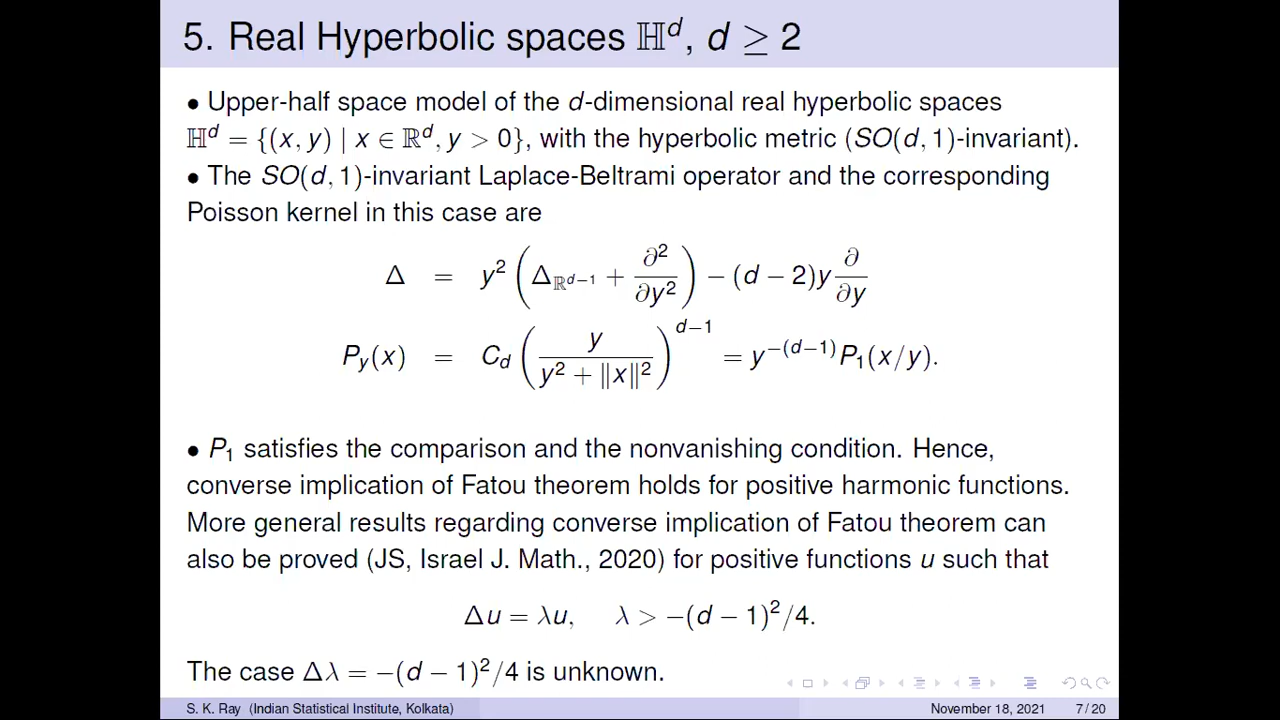 5. Real Hyperbolic spaces ℍ^d, d ≥ 2
• Upper-half space model of the d-dimensional real hyperbolic spaces
ℍ^d = {(x, y) | x ∈ ℝ^d, y > 0}, with the hyperbolic metric (SO(d, 1)-invariant).
• The SO(d, 1)-invariant Laplace-Beltrami operator and the corresponding
Poisson kernel in this case are
Δ = y^2 (Δ_{ℝ^{d−1}} + ∂^2/∂y^2) − (d − 2)y ∂/∂y
P_y(x) = C_d (y/(y^2 + ‖x‖^2))^{d−1} = y^{−(d−1)} P_1(x/y).
• P_1 satisfies the comparison and the nonvanishing condition. Hence,
converse implication of Fatou theorem holds for positive harmonic functions.
More general results regarding converse implication of Fatou theorem can
also be proved (JS, Israel J. Math., 2020) for positive functions u such that
Δu = λu, λ > −(d − 1)^2/4.
The case Δλ = −(d − 1)^2/4 is unknown.
S. K. Ray (Indian Statistical Institute, Kolkata) November 18, 2021 7 / 20